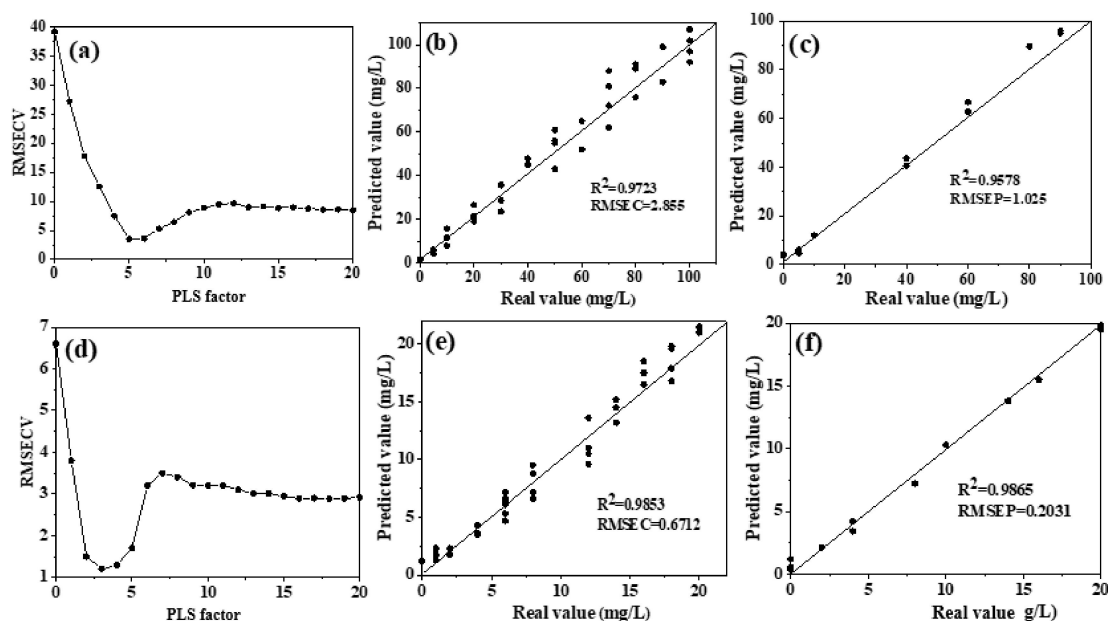 (a)
40
35
30
25
20
15
10
5
0
RMSECV
0 5 10 15 20
PLS factor
(b)
100
80
60
40
20
0
Predicted value (mg/L)
R2=0.9723
RMSEC=2.855
0 20 40 60 80 100
Real value (mg/L)
(c)
100
80
60
40
20
0
Predicted value (mg/L)
R2=0.9578
RMSEP=1.025
0 20 40 60 80 100
Real value (mg/L)
(d)
7
6
5
4
3
2
1
RMSECV
0 5 10 15 20
PLS factor
(e)
20
15
10
5
0
Predicted value (mg/L)
R2=0.9853
RMSEC=0.6712
0 5 10 15 20
Real value (mg/L)
(f)
20
15
10
5
0
Predicted value (mg/L)
R2=0.9865
RMSEP=0.2031
0 5 10 15 20
Real value g/L)